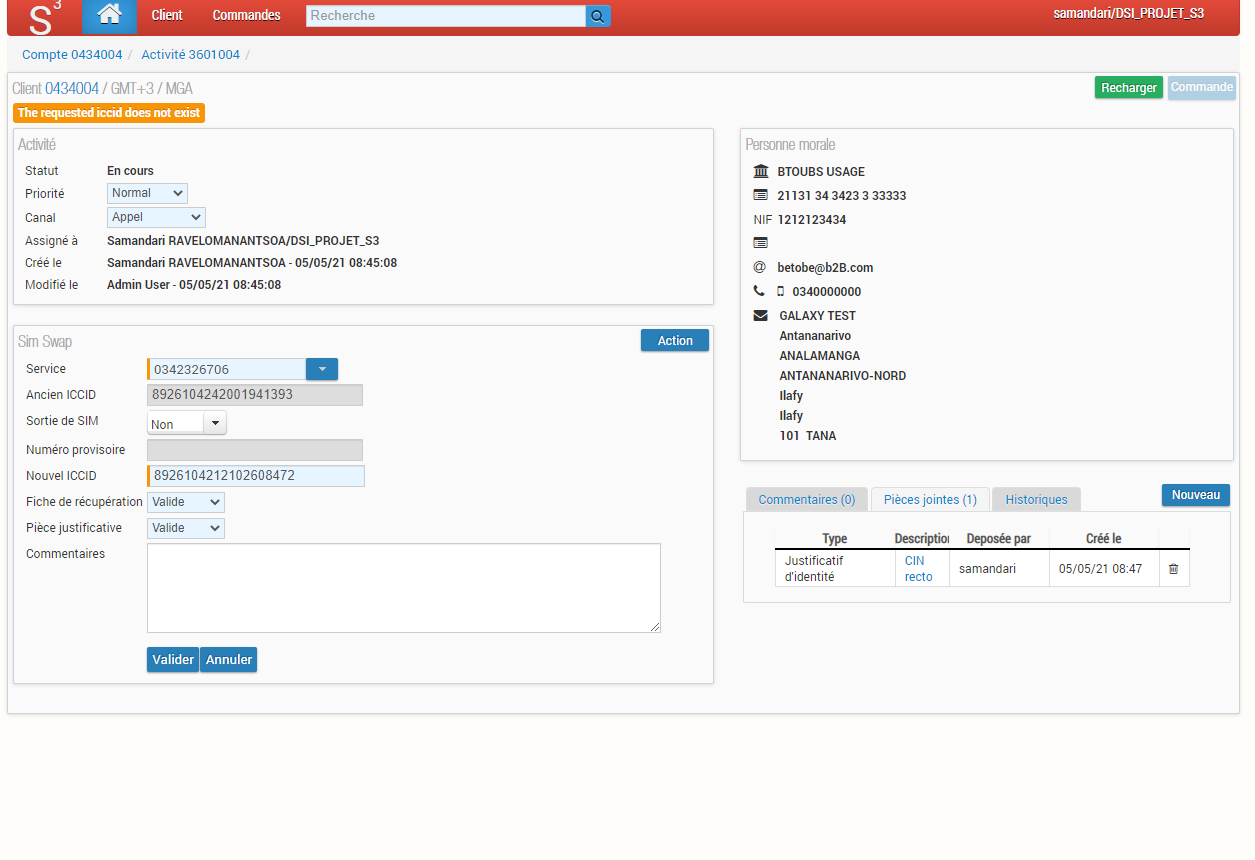 S3 Client Commandes Recherche samandari/DSI_PROJET_S3
Compte 0434004 / Activité 3601004 /
Client 0434004 / GMT+3 / MGA Recharger Commande
The requested iccid does not exist
Activité
Statut En cours
Priorité Normal
Canal Appel
Assigné à Samandari RAVELOMANANTSOA/DSI_PROJET_S3
Créé le Samandari RAVELOMANANTSOA - 05/05/21 08:45:08
Modifié le Admin User - 05/05/21 08:45:08
Sim Swap Action
Service 0342326706
Ancien ICCID 8926104242001941393
Sortie de SIM Non
Numéro provisoire
Nouvel ICCID 8926104212102608472
Fiche de récupération Valide
Pièce justificative Valide
Commentaires
Valider Annuler
Personne morale
BTOUBS USAGE
21131 34 3423 3 33333
NIF 1212123434
@ betobe@b2B.com
0340000000
GALAXY TEST
Antananarivo
ANALAMANGA
ANTANANARIVO-NORD
Ilafy
Ilafy
101 TANA
Commentaires (0) Pièces jointes (1) Historiques Nouveau
Type Description Deposée par Créé le
Justificatif d'identité CIN recto samandari 05/05/21 08:47